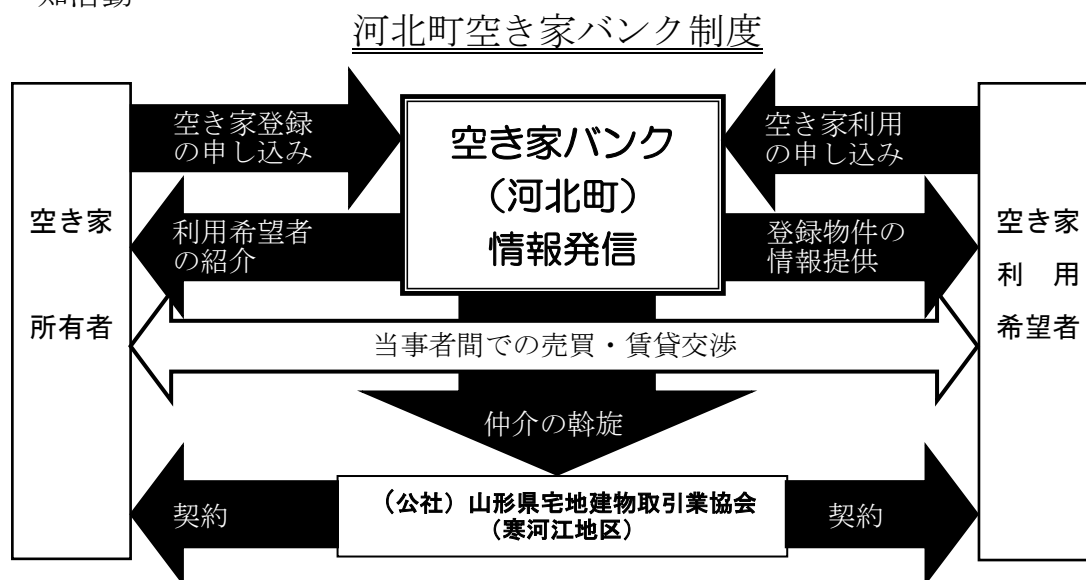 知活動
河北町空き家バンク制度
空き家登録
の申し込み
空き家バンク
(河北町)
情報発信
空き家利用
の申し込み
空き家
所有者
利用希望者
の紹介
登録物件の
情報提供
空き家
利 用
希望者
当事者間での売買・賃貸交渉
仲介の斡旋
契約
(公社)山形県宅地建物取引業協会
(寒河江地区)
契約